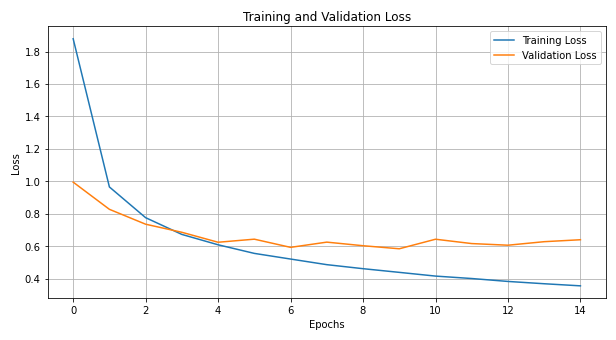 Training and Validation Loss
Training Loss
Validation Loss
1.8
1.6
1.4
1.2
1.0
0.8
0.6
0.4
Loss
0 2 4 6 8 10 12 14
Epochs